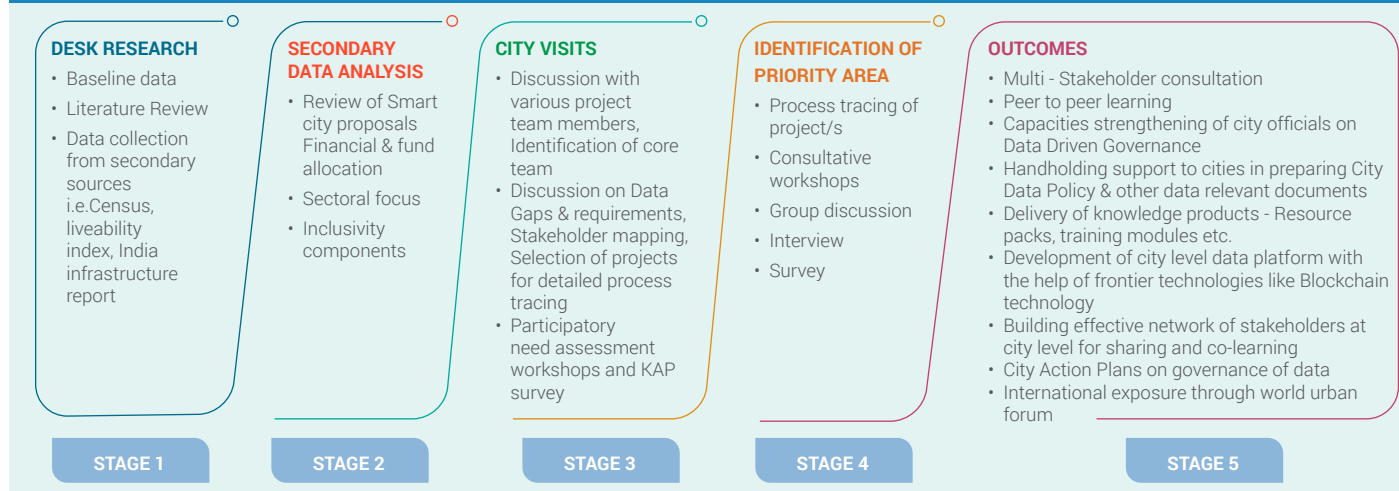 DESK RESEARCH
• Baseline data
• Literature Review
• Data collection
from secondary
sources
i.e.Census,
liveability
index, India
infrastructure
report
SECONDARY
DATA ANALYSIS
• Review of Smart
city proposals
Financial & fund
allocation
• Sectoral focus
• Inclusivity
components
CITY VISITS
• Discussion with
various project
team members,
Identification of core
team
• Discussion on Data
Gaps & requirements,
Stakeholder mapping,
Selection of projects
for detailed process
tracing
• Participatory
need assessment
workshops and KAP
survey
IDENTIFICATION OF
PRIORITY AREA
• Process tracing of
project/s
• Consultative
workshops
• Group discussion
• Interview
• Survey
OUTCOMES
• Multi - Stakeholder consultation
• Peer to peer learning
• Capacities strengthening of city officials on
Data Driven Governance
• Handholding support to cities in preparing City
Data Policy & other data relevant documents
• Delivery of knowledge products - Resource
packs, training modules etc.
• Development of city level data platform with
the help of frontier technologies like Blockchain
technology
• Building effective network of stakeholders at
city level for sharing and co-learning
• City Action Plans on governance of data
• International exposure through world urban
forum
STAGE 1
STAGE 2
STAGE 3
STAGE 4
STAGE 5